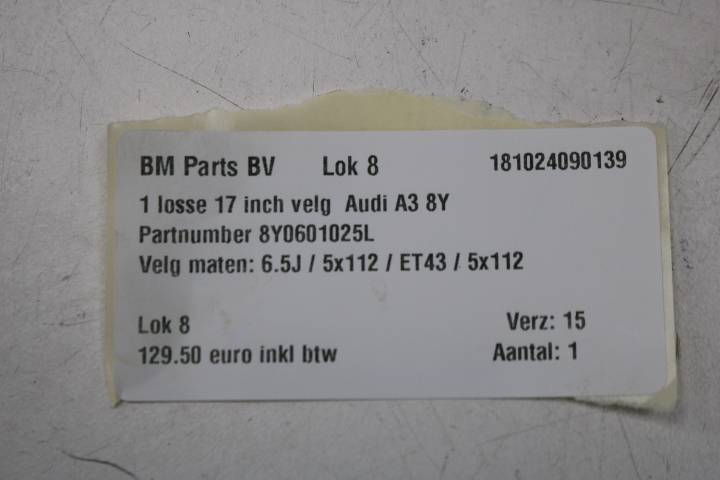 BM Parts BV Lok 8 181024090139
1 losse 17 inch velg Audi A3 8Y
Partnumber 8Y0601025L
Velg maten: 6.5J / 5x112 / ET43 / 5x112
Lok 8 Verz: 15
129.50 euro inkl btw Aantal: 1